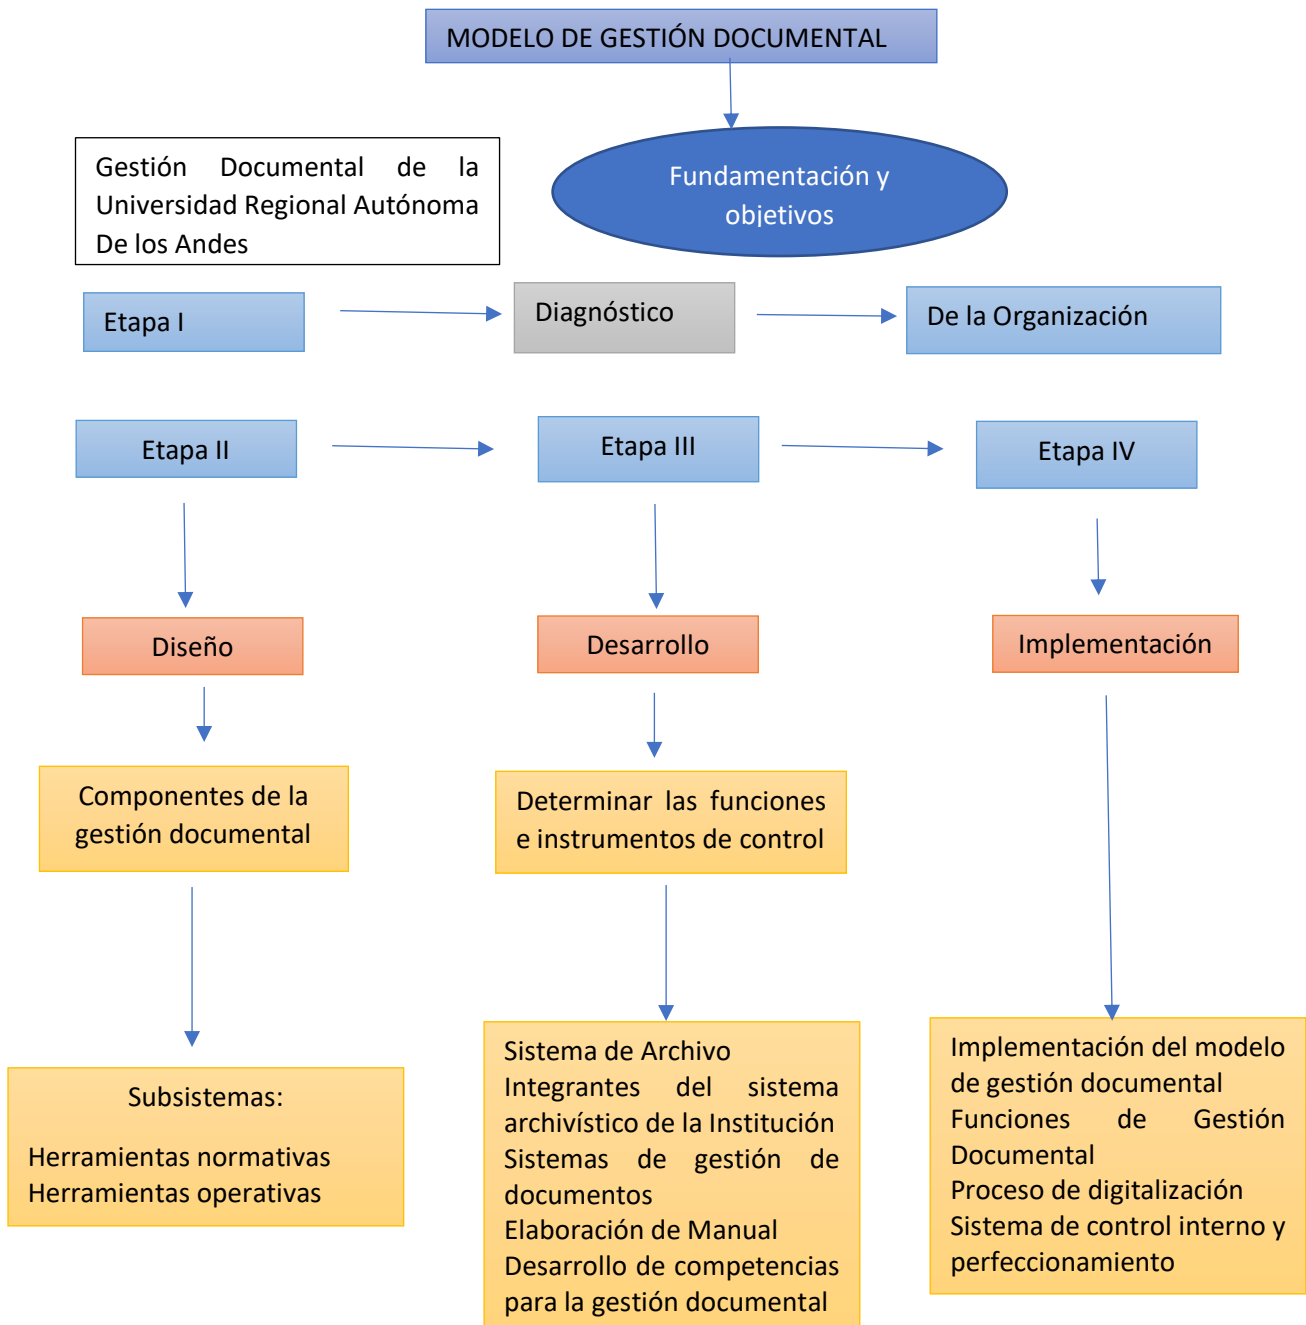 MODELO DE GESTIÓN DOCUMENTAL
Gestión Documental de la
Universidad Regional Autónoma
De los Andes
Fundamentación y
objetivos
Etapa I
Diagnóstico
De la Organización
Etapa II
Etapa III
Etapa IV
Diseño
Desarrollo
Implementación
Componentes de la
gestión documental
Determinar las funciones
e instrumentos de control
Subsistemas:
Herramientas normativas
Herramientas operativas
Sistema de Archivo
Integrantes del sistema
archivístico de la Institución
Sistemas de gestión de
documentos
Elaboración de Manual
Desarrollo de competencias
para la gestión documental
Implementación del modelo
de gestión documental
Funciones de Gestión
Documental
Proceso de digitalización
Sistema de control interno y
perfeccionamiento